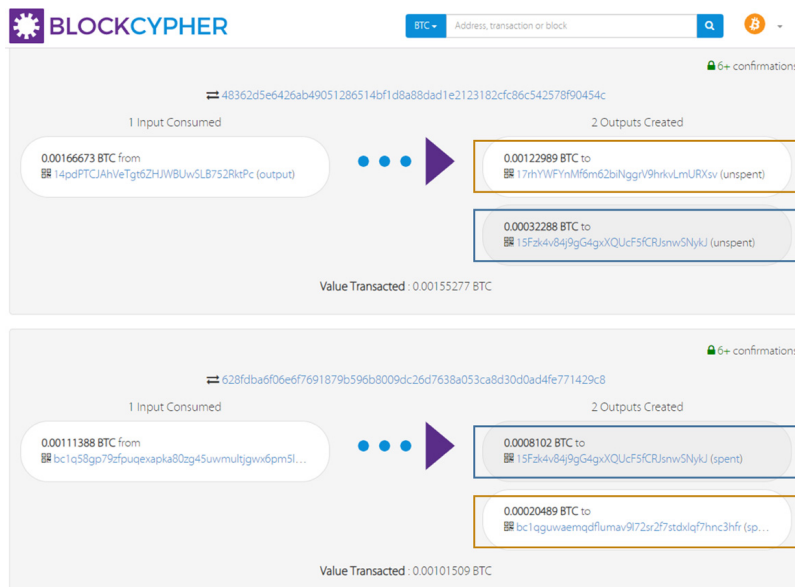 BLOCKCYPHER
BTC
Address, transaction or block
6+ confirmations
48362d5e6426ab49051286514bf1d8a88dad1e2123182cfc86c542578f90454c
1 Input Consumed
2 Outputs Created
0.00166673 BTC from
14pdPTCJAhVeTgt6ZHJWBUwSLB752RktPc (output)
0.00122989 BTC to
17rhYWFYnMf6m62biNggrV9hrkvLmURXsv (unspent)
0.00032288 BTC to
15Fzk4v84j9gG4gxXQUcF5fCRJsnwSNykJ (unspent)
Value Transacted : 0.00155277 BTC
6+ confirmations
628fdba6f06e6f7691879b596b8009dc26d7638a053ca8d30d0ad4fe771429c8
1 Input Consumed
2 Outputs Created
0.00111388 BTC from
bc1q58gp79zfpuqexapka80zg45uwmultjgwx6pm5l...
0.0008102 BTC to
15Fzk4v84j9gG4gxXQUcF5fCRJsnwSNykJ (spent)
0.00020489 BTC to
bc1qguwaemqdflumav9l72sr2f7stdxlqf7hnc3hfr (sp...
Value Transacted : 0.00101509 BTC